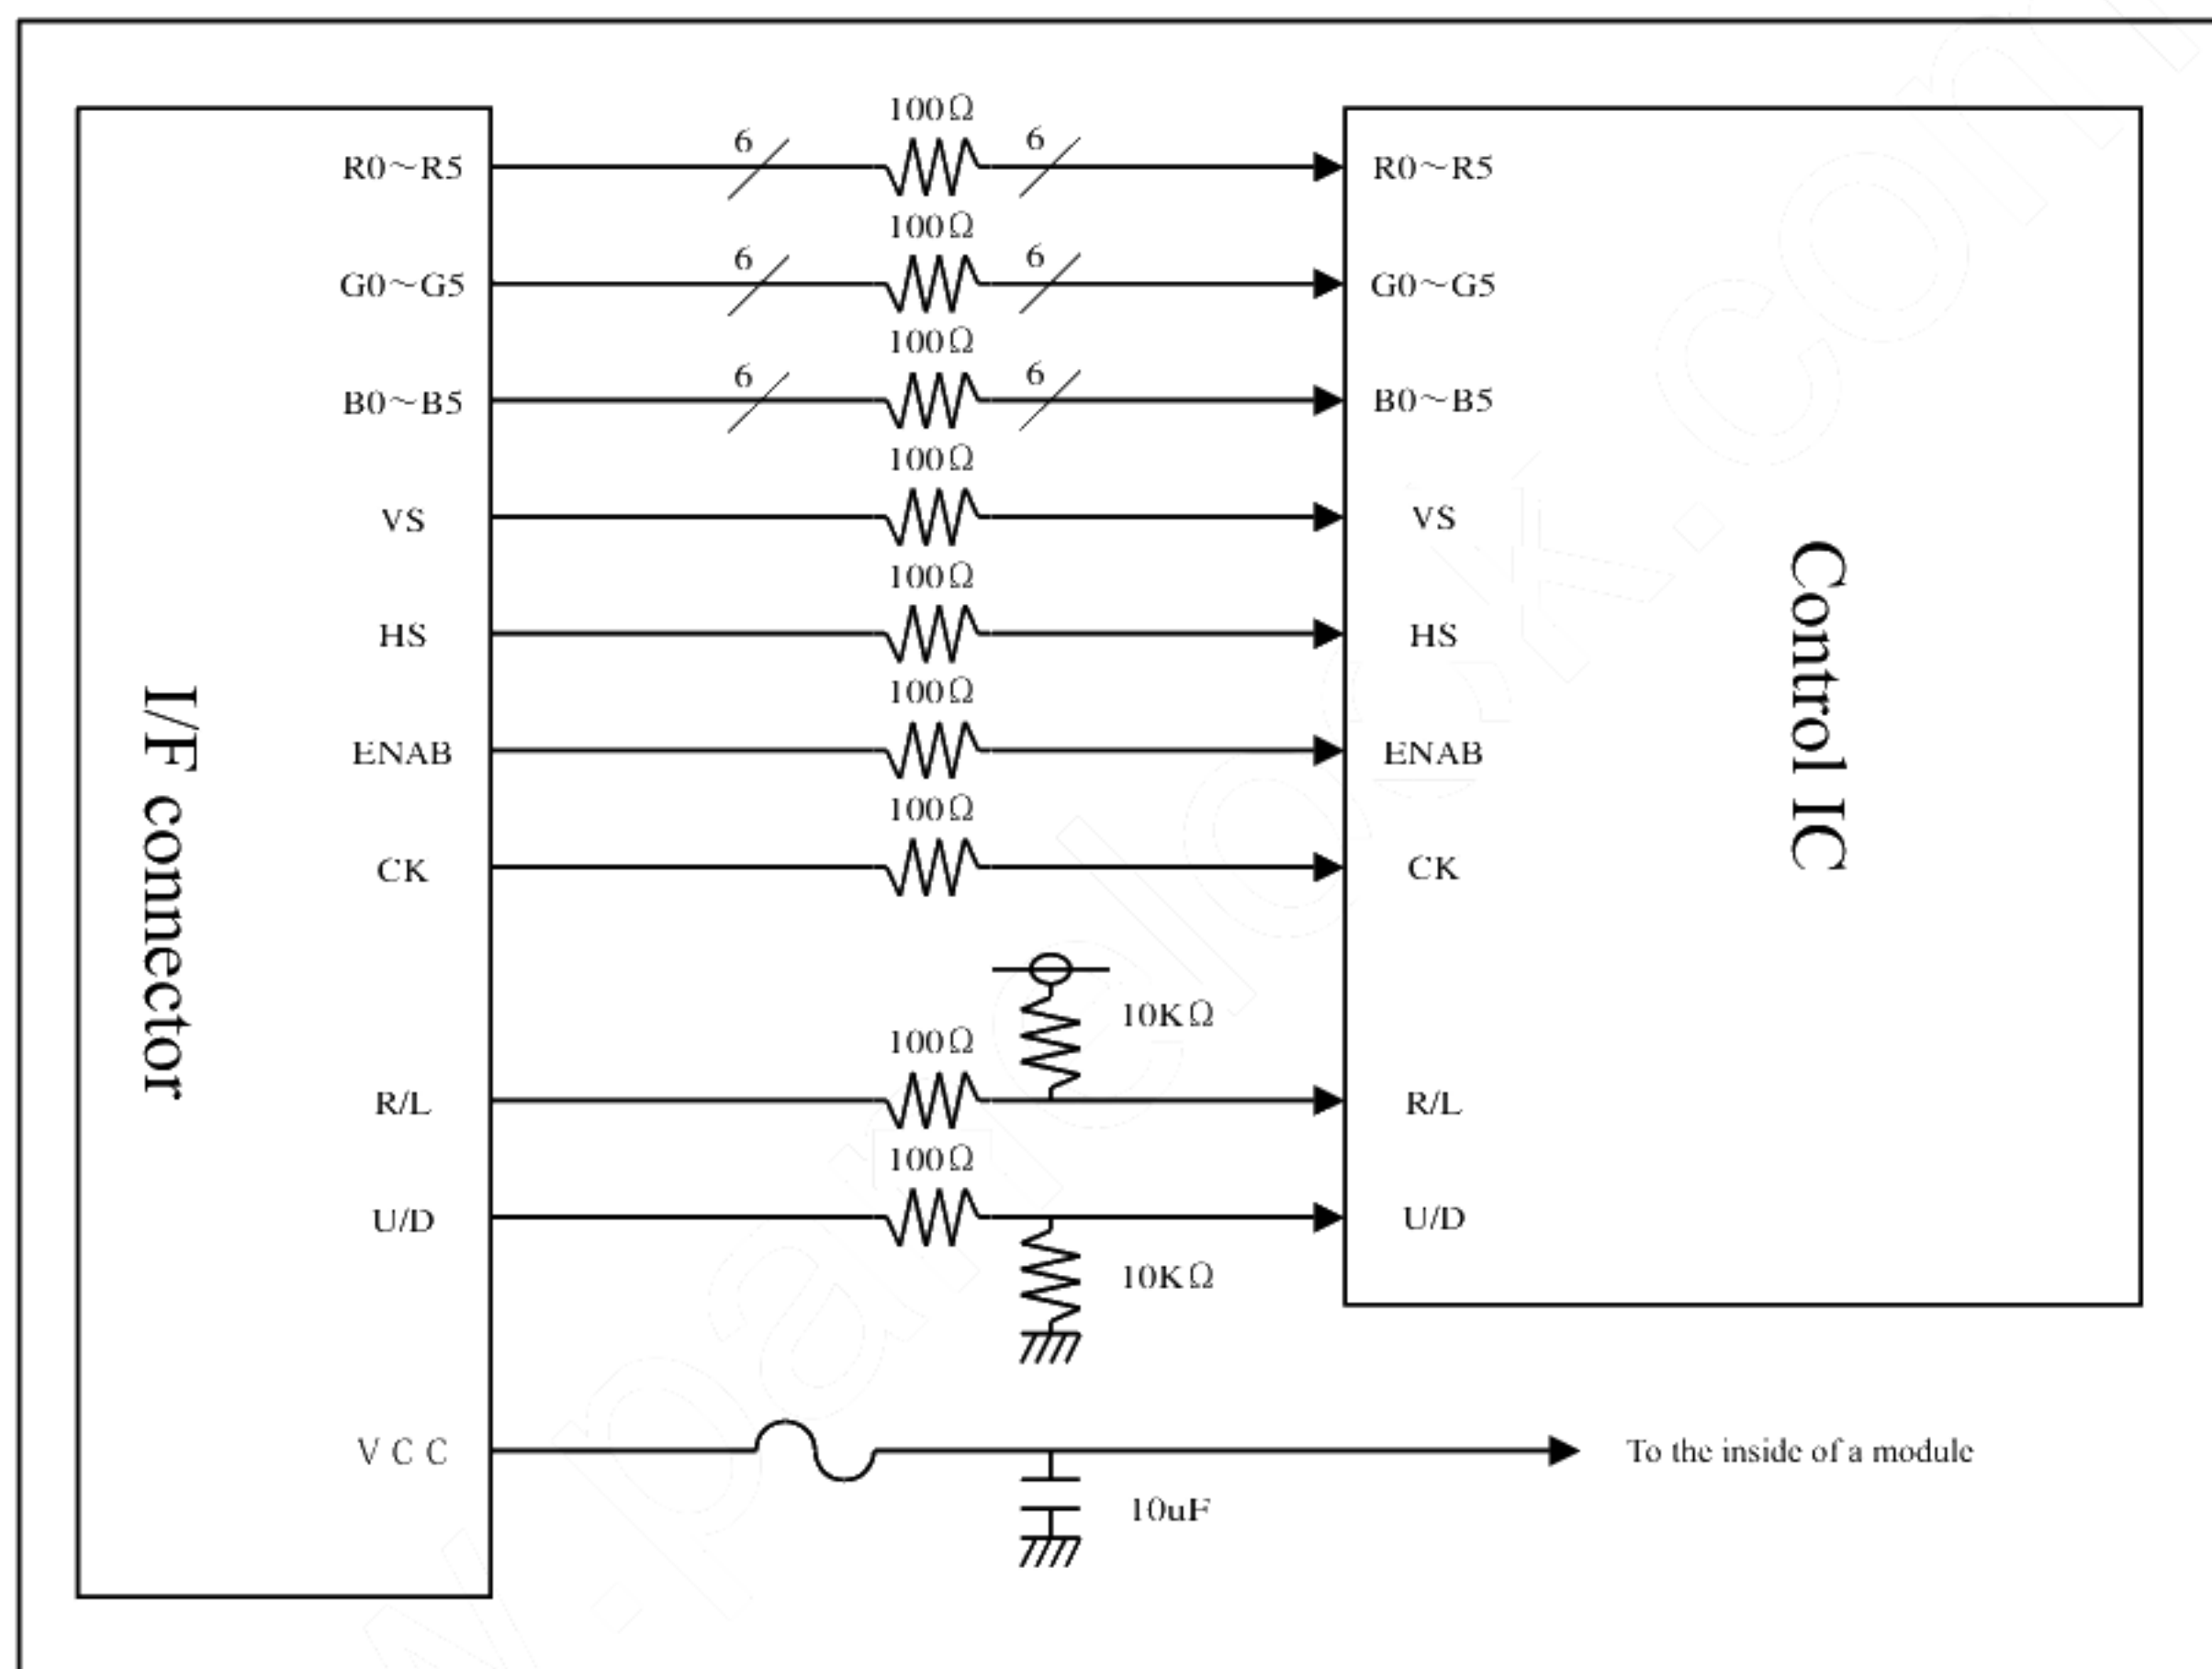 100Ω
R0～R5 6 6 R0～R5
100Ω
G0～G5 6 6 G0～G5
100Ω
B0～B5 6 6 B0～B5
100Ω
VS VS
100Ω
HS HS
100Ω
ENAB ENAB
100Ω
CK CK
10KΩ
100Ω
R/L R/L
100Ω
U/D U/D
10KΩ
VCC To the inside of a module
10uF
I/F connector
Control IC